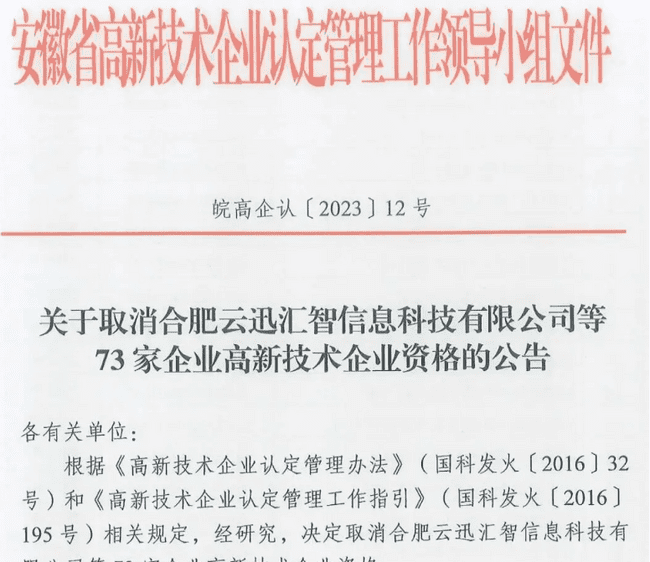 安徽省高新技术企业认定管理工作领导小组文件
皖高企认〔2023〕12号
关于取消合肥云迅汇智信息科技有限公司等
73家企业高新技术企业资格的公告
各有关单位：
根据《高新技术企业认定管理办法》（国科发火〔2016〕32
号）和《高新技术企业认定管理工作指引》（国科发火〔2016〕
195号）相关规定，经研究，决定取消合肥云迅汇智信息科技有